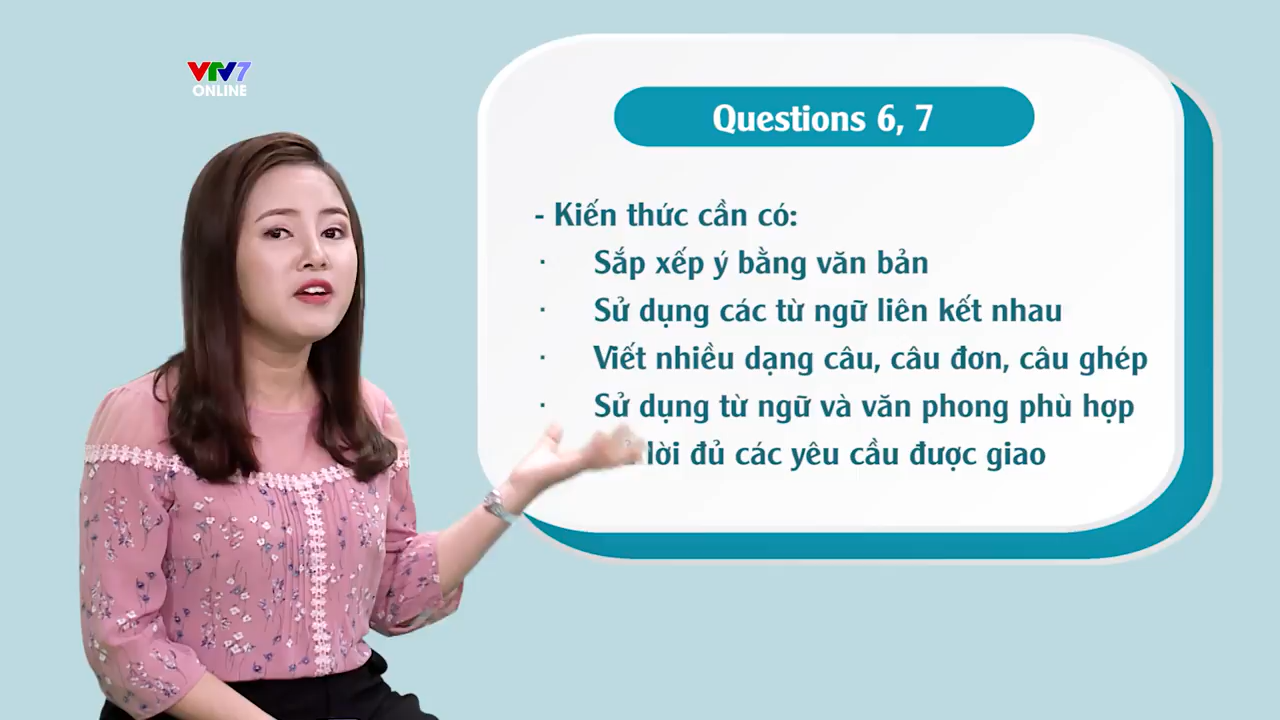 VTV7
ONLINE
Questions 6, 7
- Kiến thức cần có:
· Sắp xếp ý bằng văn bản
· Sử dụng các từ ngữ liên kết nhau
· Viết nhiều dạng câu, câu đơn, câu ghép
· Sử dụng từ ngữ và văn phong phù hợp
lời đủ các yêu cầu được giao